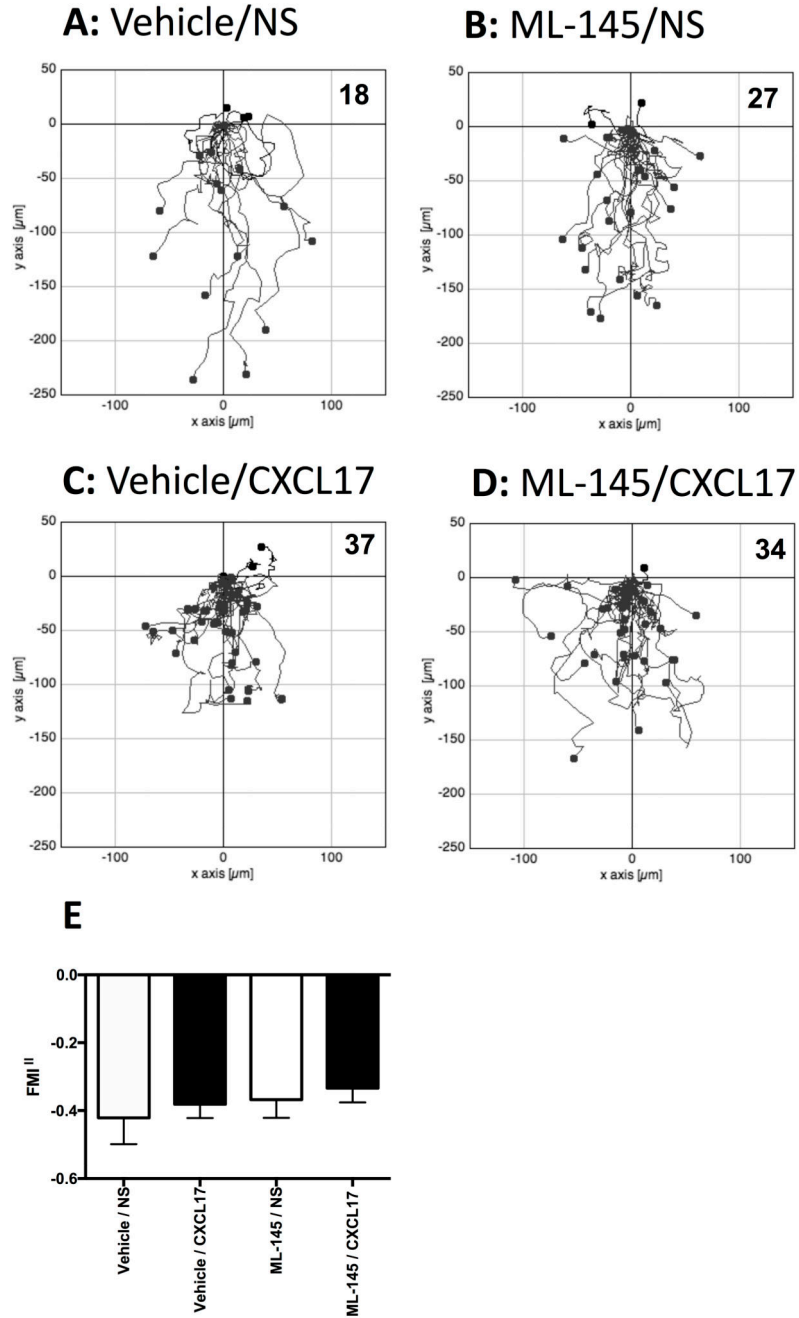 A: Vehicle/NS
B: ML-145/NS
50
0
-50
-100
-150
-200
-250
18
y axis [µm]
-100
0
100
x axis [µm]
50
0
-50
-100
-150
-200
-250
27
y axis [µm]
-100
0
100
x axis [µm]
C: Vehicle/CXCL17
D: ML-145/CXCL17
50
0
-50
-100
-150
-200
-250
37
y axis [µm]
-100
0
100
x axis [µm]
50
0
-50
-100
-150
-200
-250
34
y axis [µm]
-100
0
100
x axis [µm]
E
0.0
-0.2
-0.4
-0.6
FMI II
Vehicle / NS
Vehicle / CXCL17
ML-145 / NS
ML-145 / CXCL17